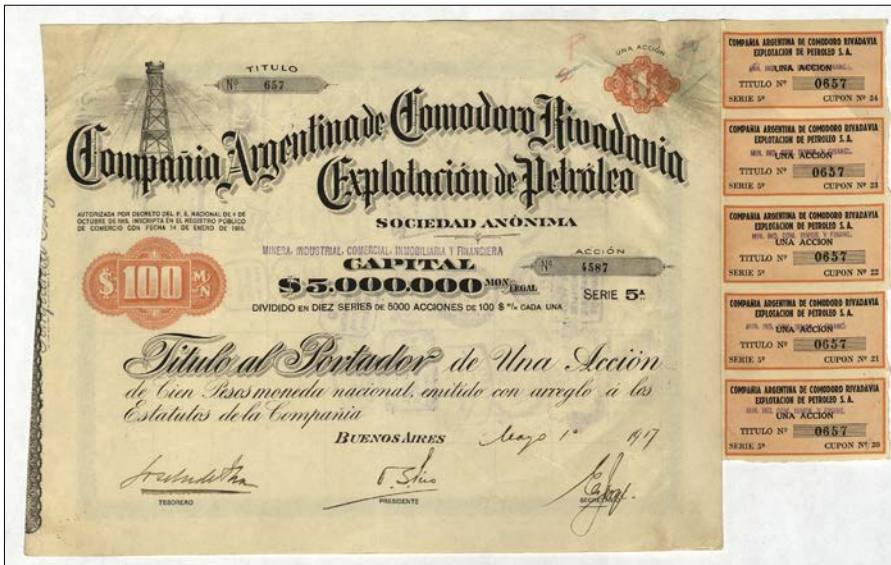 TITULO
Nº 657
UNA ACCIÓN
Compañia Argentina de Comodoro Rivadavia
Explotación de Petróleo
AUTORIZADA POR DECRETO DEL P. E. NACIONAL DE 4 DE
OCTUBRE DE 1915, INSCRIPTA EN EL REGISTRO PÚBLICO
DE COMERCIO CON FECHA 14 DE ENERO DE 1916.
SOCIEDAD ANÓNIMA
MINERA, INDUSTRIAL, COMERCIAL, INMOBILIARIA Y FINANCIERA
CAPITAL
$ 5.000.000 MON. LEGAL
ACCIÓN
Nº 4587
SERIE 5ª
$ 100 M/N
DIVIDIDO EN DIEZ SERIES DE 5000 ACCIONES DE 100 $ m/n CADA UNA
Titulo al Portador de Una Acción
de Cien Pesos moneda nacional, emitido con arreglo á los
Estatutos de la Compañia
BUENOS AIRES Mayo 1º 1917
TESORERO
PRESIDENTE
SECRETARIO
COMPAÑIA ARGENTINA DE COMODORO RIVADAVIA
EXPLOTACION DE PETROLEO S. A.
UNA ACCION
TITULO Nº 0657
SERIE 5ª CUPON Nº 24
COMPAÑIA ARGENTINA DE COMODORO RIVADAVIA
EXPLOTACION DE PETROLEO S. A.
UNA ACCION
TITULO Nº 0657
SERIE 5ª CUPON Nº 23
COMPAÑIA ARGENTINA DE COMODORO RIVADAVIA
EXPLOTACION DE PETROLEO S. A.
UNA ACCION
TITULO Nº 0657
SERIE 5ª CUPON Nº 22
COMPAÑIA ARGENTINA DE COMODORO RIVADAVIA
EXPLOTACION DE PETROLEO S. A.
UNA ACCION
TITULO Nº 0657
SERIE 5ª CUPON Nº 21
COMPAÑIA ARGENTINA DE COMODORO RIVADAVIA
EXPLOTACION DE PETROLEO S. A.
UNA ACCION
TITULO Nº 0657
SERIE 5ª CUPON Nº 20